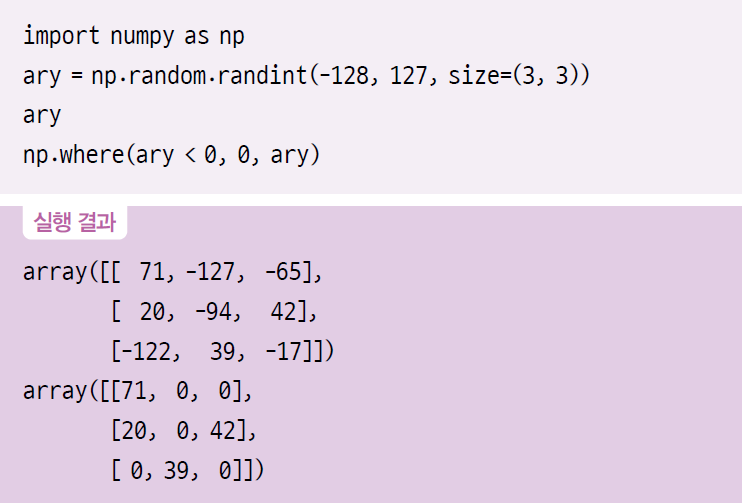 import numpy as np
ary = np.random.randint(-128, 127, size=(3, 3))
ary
np.where(ary < 0, 0, ary)
실행 결과
array([[ 71, -127, -65],
[ 20, -94, 42],
[-122, 39, -17]])
array([[71, 0, 0],
[20, 0, 42],
[ 0, 39, 0]])